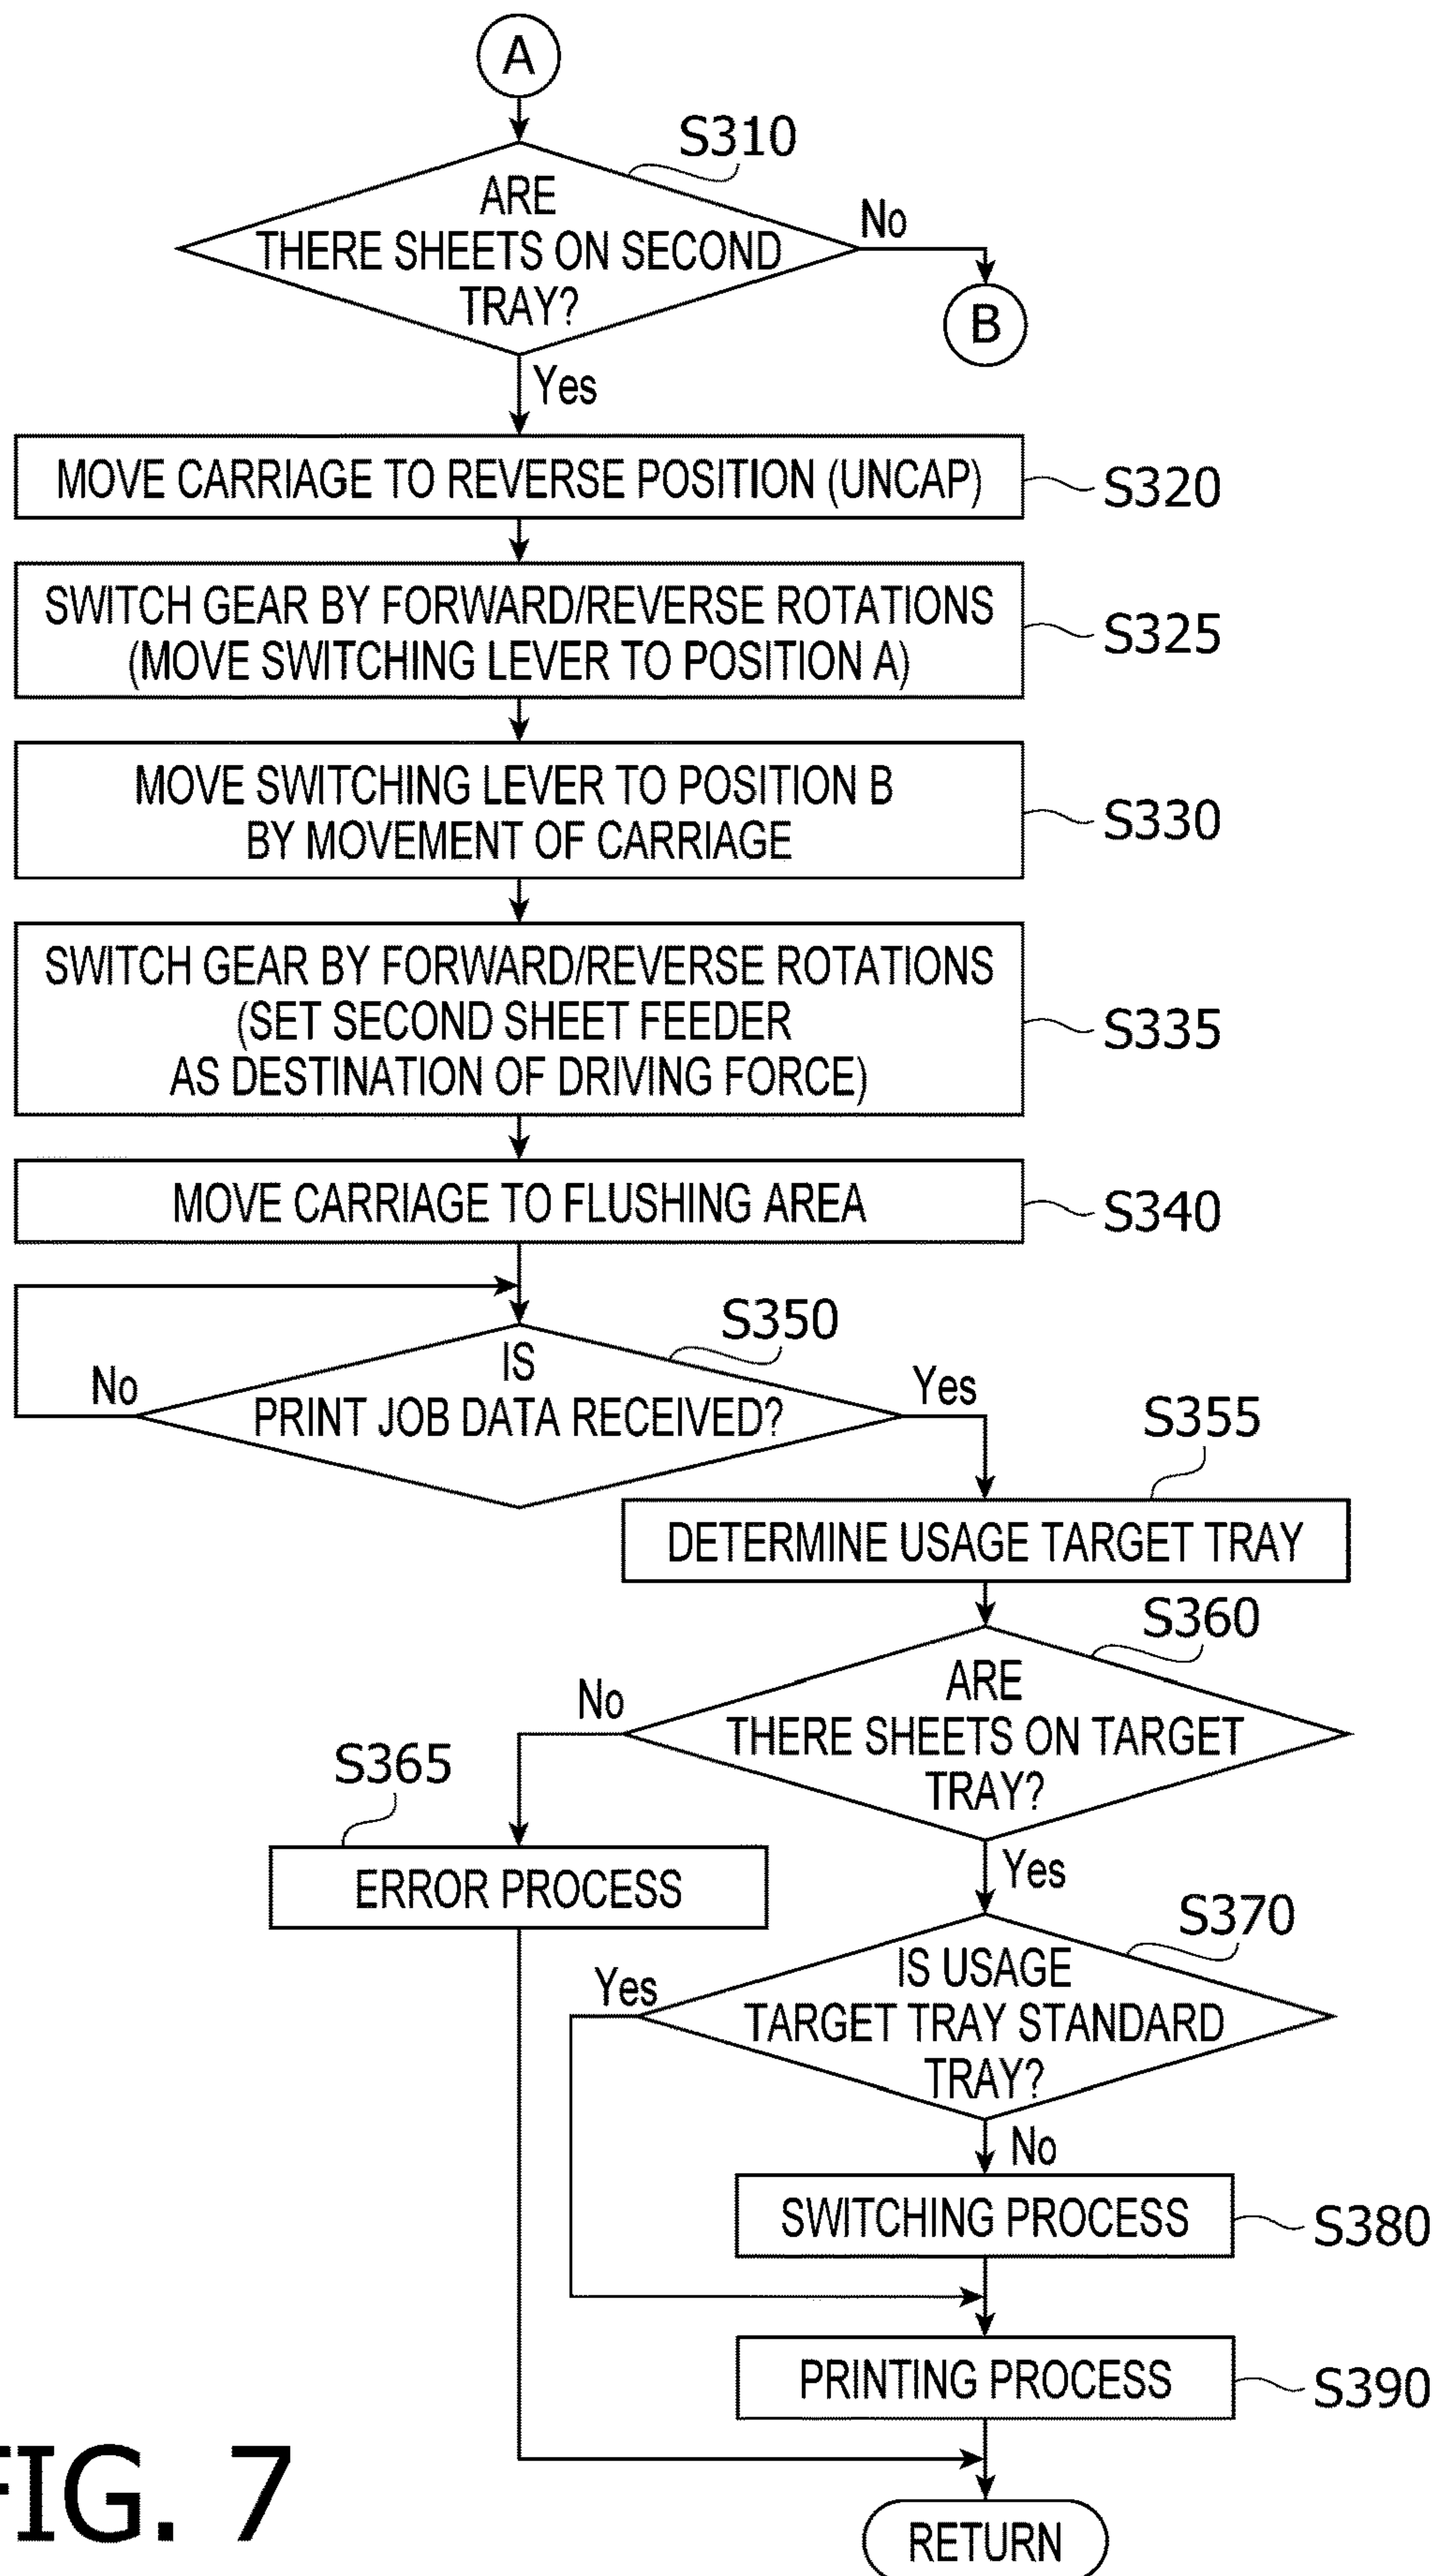 A
S310
ARE
THERE SHEETS ON SECOND
TRAY?
No
B
Yes
MOVE CARRIAGE TO REVERSE POSITION (UNCAP)
S320
SWITCH GEAR BY FORWARD/REVERSE ROTATIONS
(MOVE SWITCHING LEVER TO POSITION A)
S325
MOVE SWITCHING LEVER TO POSITION B
BY MOVEMENT OF CARRIAGE
S330
SWITCH GEAR BY FORWARD/REVERSE ROTATIONS
(SET SECOND SHEET FEEDER
AS DESTINATION OF DRIVING FORCE)
S335
MOVE CARRIAGE TO FLUSHING AREA
S340
S350
IS
PRINT JOB DATA RECEIVED?
No
Yes
S355
DETERMINE USAGE TARGET TRAY
S360
ARE
THERE SHEETS ON TARGET
TRAY?
No
S365
ERROR PROCESS
Yes
S370
IS USAGE
TARGET TRAY STANDARD
TRAY?
Yes
No
SWITCHING PROCESS
S380
PRINTING PROCESS
S390
RETURN
FIG. 7